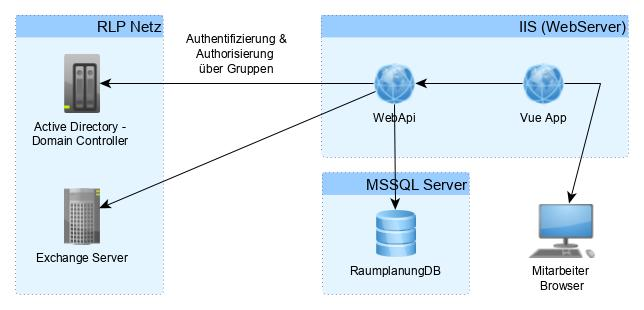 RLP Netz
IIS (WebServer)
Authentifizierung &
Authorisierung
über Gruppen
Active Directory -
Domain Controller
WebApi
Vue App
MSSQL Server
Exchange Server
RaumplanungDB
Mitarbeiter
Browser